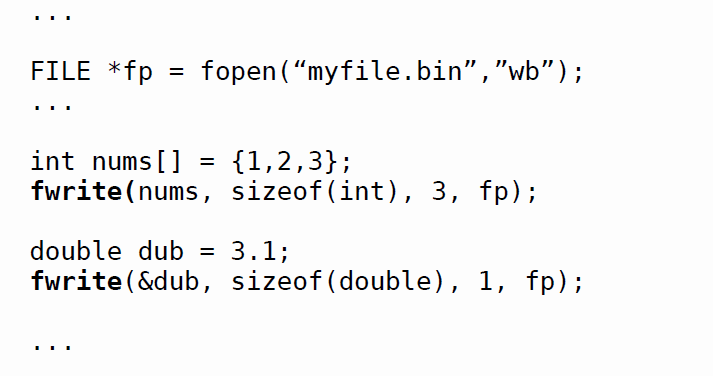 ...
FILE *fp = fopen(“myfile.bin”,”wb”);
...
int nums[] = {1,2,3};
fwrite(nums, sizeof(int), 3, fp);
double dub = 3.1;
fwrite(&dub, sizeof(double), 1, fp);
...